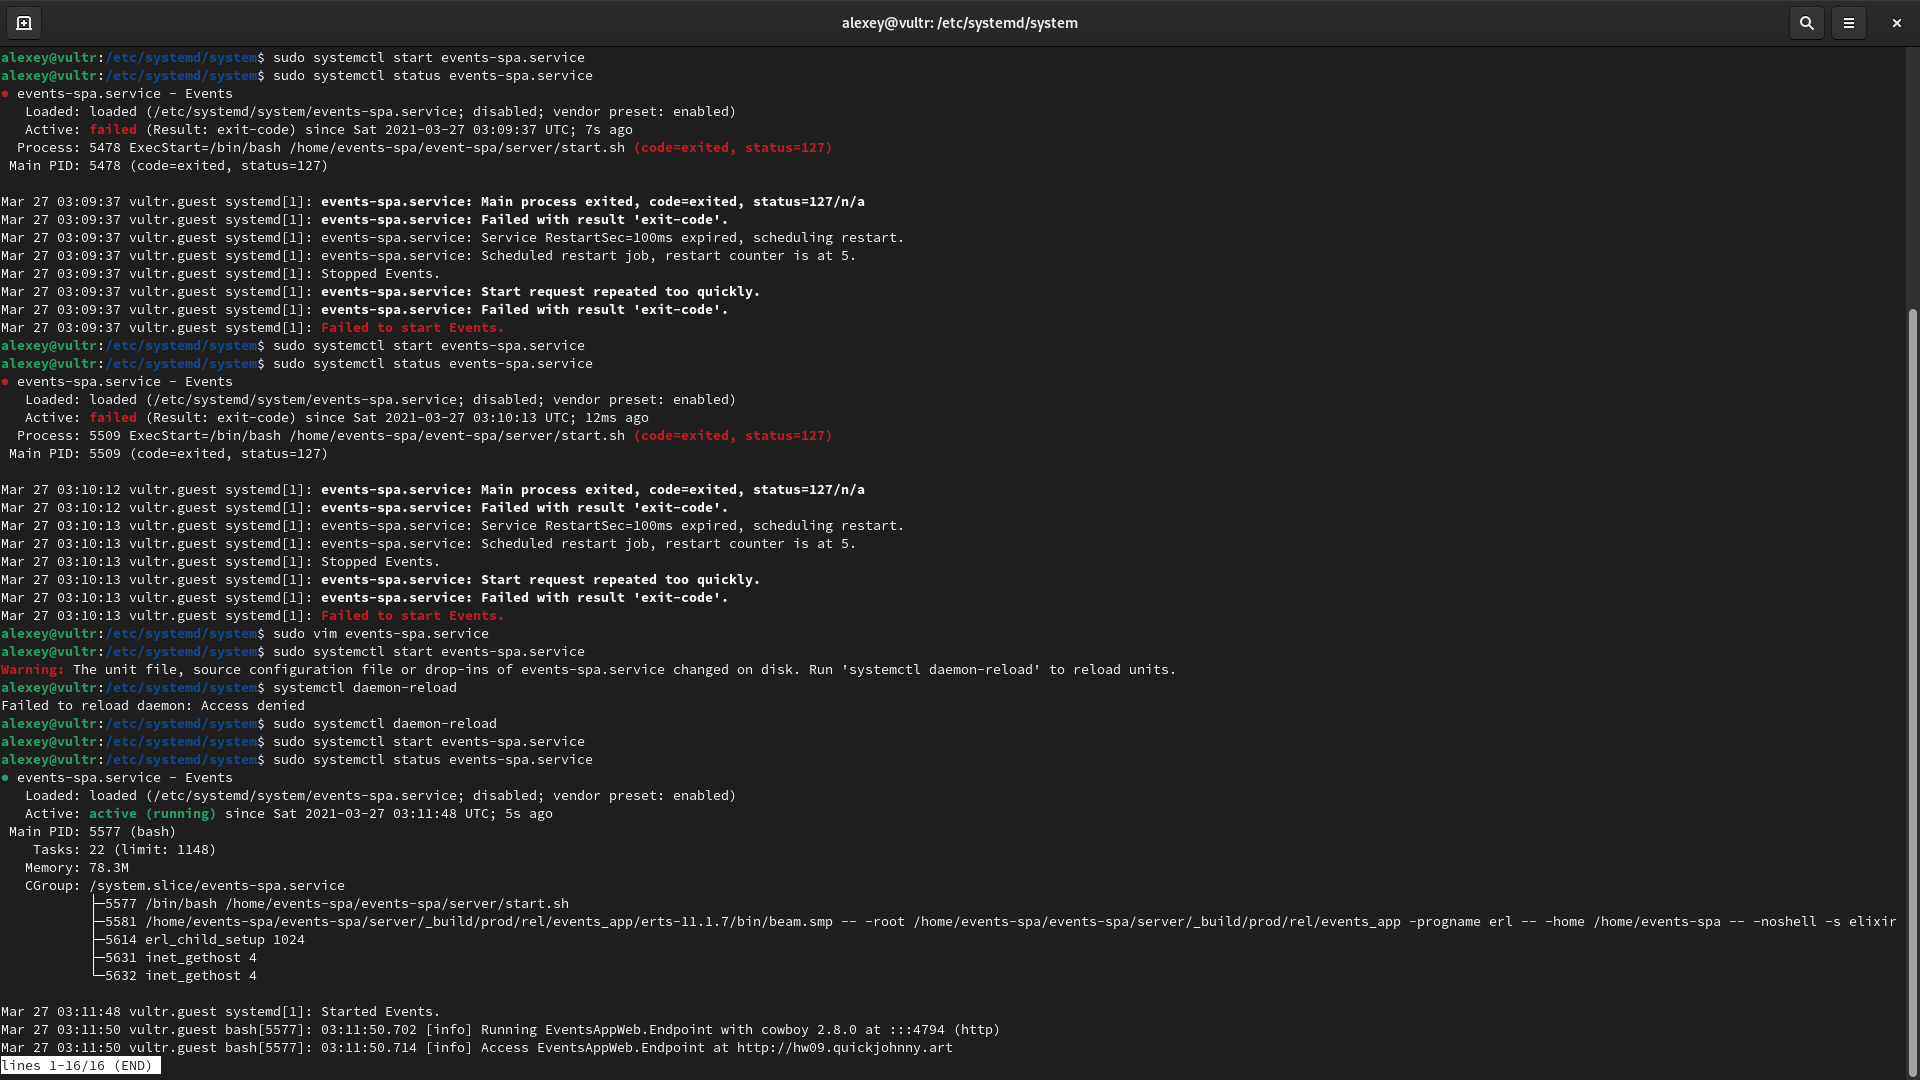 alexey@vultr: /etc/systemd/system
alexey@vultr:/etc/systemd/system$ sudo systemctl start events-spa.service
alexey@vultr:/etc/systemd/system$ sudo systemctl status events-spa.service
● events-spa.service - Events
   Loaded: loaded (/etc/systemd/system/events-spa.service; disabled; vendor preset: enabled)
   Active: failed (Result: exit-code) since Sat 2021-03-27 03:09:37 UTC; 7s ago
  Process: 5478 ExecStart=/bin/bash /home/events-spa/event-spa/server/start.sh (code=exited, status=127)
 Main PID: 5478 (code=exited, status=127)

Mar 27 03:09:37 vultr.guest systemd[1]: events-spa.service: Main process exited, code=exited, status=127/n/a
Mar 27 03:09:37 vultr.guest systemd[1]: events-spa.service: Failed with result 'exit-code'.
Mar 27 03:09:37 vultr.guest systemd[1]: events-spa.service: Service RestartSec=100ms expired, scheduling restart.
Mar 27 03:09:37 vultr.guest systemd[1]: events-spa.service: Scheduled restart job, restart counter is at 5.
Mar 27 03:09:37 vultr.guest systemd[1]: Stopped Events.
Mar 27 03:09:37 vultr.guest systemd[1]: events-spa.service: Start request repeated too quickly.
Mar 27 03:09:37 vultr.guest systemd[1]: events-spa.service: Failed with result 'exit-code'.
Mar 27 03:09:37 vultr.guest systemd[1]: Failed to start Events.
alexey@vultr:/etc/systemd/system$ sudo systemctl start events-spa.service
alexey@vultr:/etc/systemd/system$ sudo systemctl status events-spa.service
● events-spa.service - Events
   Loaded: loaded (/etc/systemd/system/events-spa.service; disabled; vendor preset: enabled)
   Active: failed (Result: exit-code) since Sat 2021-03-27 03:10:13 UTC; 12ms ago
  Process: 5509 ExecStart=/bin/bash /home/events-spa/event-spa/server/start.sh (code=exited, status=127)
 Main PID: 5509 (code=exited, status=127)

Mar 27 03:10:12 vultr.guest systemd[1]: events-spa.service: Main process exited, code=exited, status=127/n/a
Mar 27 03:10:12 vultr.guest systemd[1]: events-spa.service: Failed with result 'exit-code'.
Mar 27 03:10:13 vultr.guest systemd[1]: events-spa.service: Service RestartSec=100ms expired, scheduling restart.
Mar 27 03:10:13 vultr.guest systemd[1]: events-spa.service: Scheduled restart job, restart counter is at 5.
Mar 27 03:10:13 vultr.guest systemd[1]: Stopped Events.
Mar 27 03:10:13 vultr.guest systemd[1]: events-spa.service: Start request repeated too quickly.
Mar 27 03:10:13 vultr.guest systemd[1]: events-spa.service: Failed with result 'exit-code'.
Mar 27 03:10:13 vultr.guest systemd[1]: Failed to start Events.
alexey@vultr:/etc/systemd/system$ sudo vim events-spa.service
alexey@vultr:/etc/systemd/system$ sudo systemctl start events-spa.service
Warning: The unit file, source configuration file or drop-ins of events-spa.service changed on disk. Run 'systemctl daemon-reload' to reload units.
alexey@vultr:/etc/systemd/system$ systemctl daemon-reload
Failed to reload daemon: Access denied
alexey@vultr:/etc/systemd/system$ sudo systemctl daemon-reload
alexey@vultr:/etc/systemd/system$ sudo systemctl start events-spa.service
alexey@vultr:/etc/systemd/system$ sudo systemctl status events-spa.service
● events-spa.service - Events
   Loaded: loaded (/etc/systemd/system/events-spa.service; disabled; vendor preset: enabled)
   Active: active (running) since Sat 2021-03-27 03:11:48 UTC; 5s ago
 Main PID: 5577 (bash)
    Tasks: 22 (limit: 1148)
   Memory: 78.3M
   CGroup: /system.slice/events-spa.service
           ├─5577 /bin/bash /home/events-spa/events-spa/server/start.sh
           ├─5581 /home/events-spa/events-spa/server/_build/prod/rel/events_app/erts-11.1.7/bin/beam.smp -- -root /home/events-spa/events-spa/server/_build/prod/rel/events_app -progname erl -- -home /home/events-spa -- -noshell -s elixir
           ├─5614 erl_child_setup 1024
           ├─5631 inet_gethost 4
           └─5632 inet_gethost 4

Mar 27 03:11:48 vultr.guest systemd[1]: Started Events.
Mar 27 03:11:50 vultr.guest bash[5577]: 03:11:50.702 [info] Running EventsAppWeb.Endpoint with cowboy 2.8.0 at :::4794 (http)
Mar 27 03:11:50 vultr.guest bash[5577]: 03:11:50.714 [info] Access EventsAppWeb.Endpoint at http://hw09.quickjohnny.art
lines 1-16/16 (END)